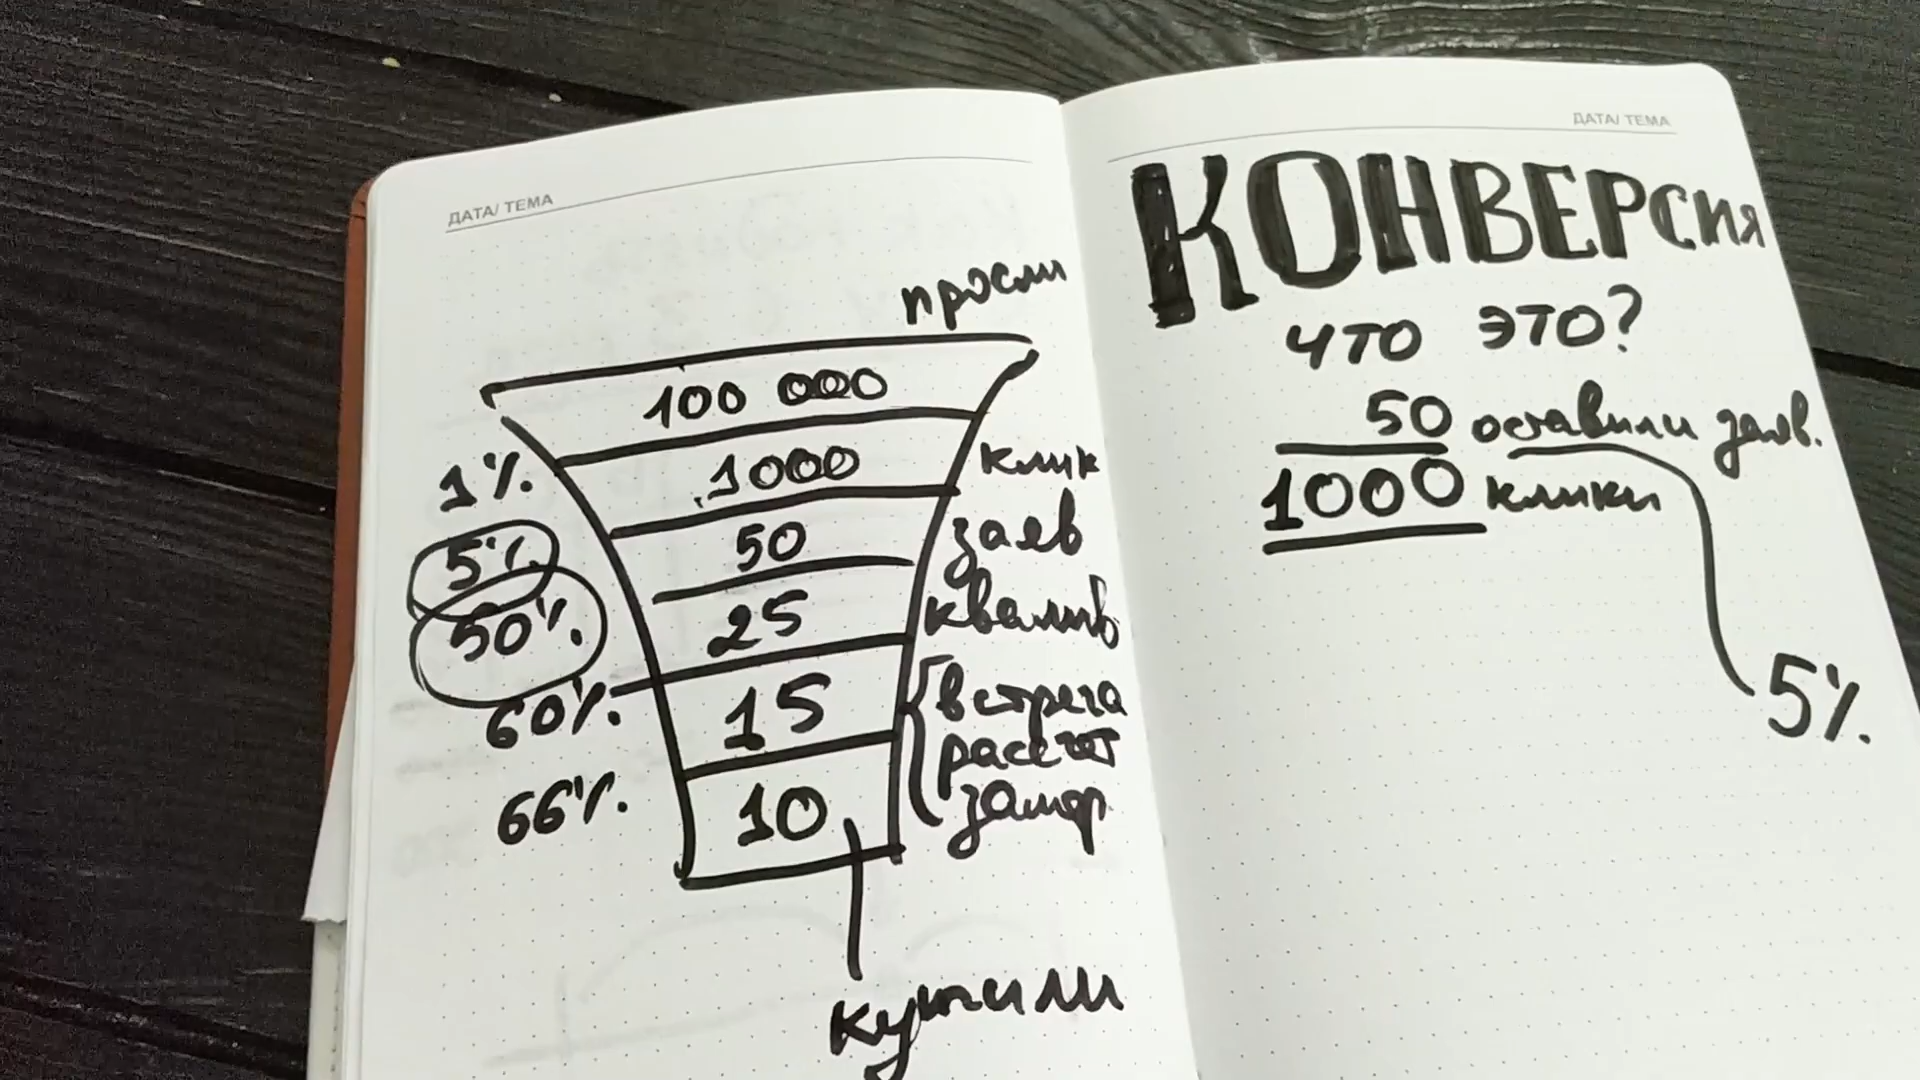 ДАТА/ ТЕМА
просм
100 000
1%. 1000 клик
5%. 50 заяв
50%. 25 квалиф
60%. 15 встреча
рассчет
66%. 10 замер.
купили
ДАТА/ ТЕМА
КОНВЕРсия
что это?
50 оставили заяв.
1000 клики
5%.